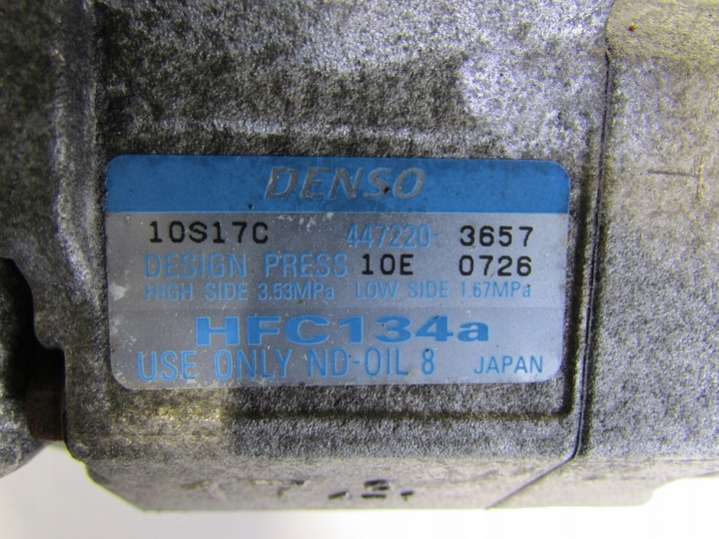 DENSO
10S17C 447220- 3657
DESIGN PRESS 10E 0726
HIGH SIDE 3.53MPa LOW SIDE 1.67MPa
HFC134a
USE ONLY ND-OIL 8 JAPAN